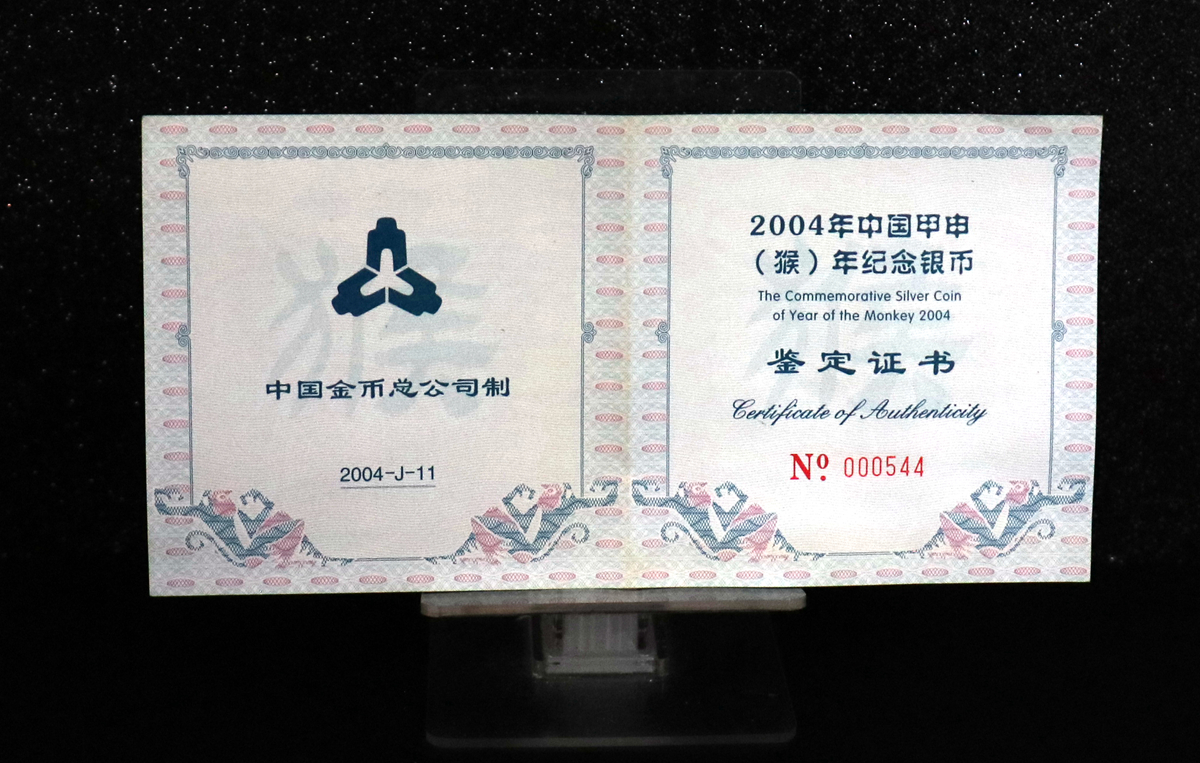 中国金币总公司制
2004-J-11
2004年中国甲申
（猴）年纪念银币
The Commemorative Silver Coin
of Year of the Monkey 2004
鉴定证书
Certificate of Authenticity
Nº. 000544